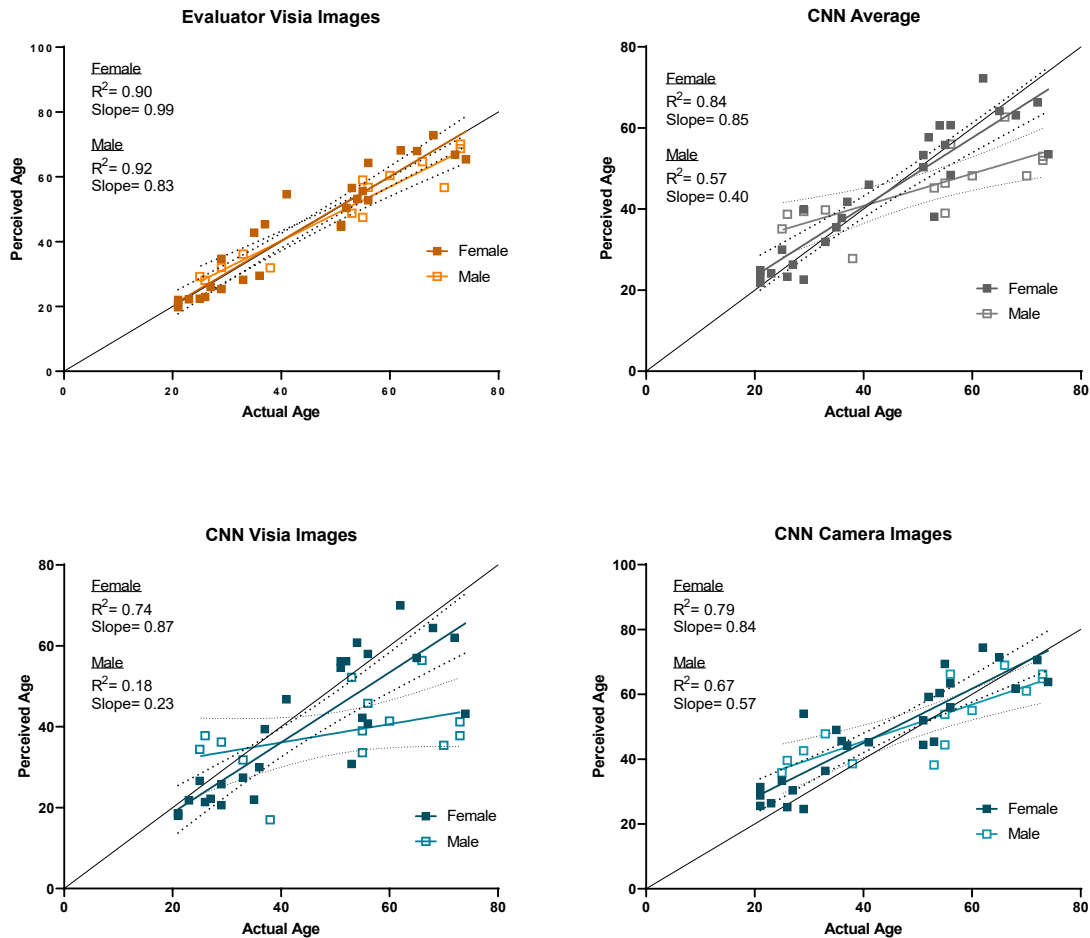 Evaluator Visia Images
Female
R2= 0.90
Slope= 0.99
Male
R2= 0.92
Slope= 0.83
Perceived Age
100
80
60
40
20
0
Female
Male
0 20 40 60 80
Actual Age
CNN Average
Female
R2= 0.84
Slope= 0.85
Male
R2= 0.57
Slope= 0.40
Perceived Age
80
60
40
20
0
Female
Male
0 20 40 60 80
Actual Age
CNN Visia Images
Female
R2= 0.74
Slope= 0.87
Male
R2= 0.18
Slope= 0.23
Perceived Age
80
60
40
20
0
Female
Male
0 20 40 60 80
Actual Age
CNN Camera Images
Female
R2= 0.79
Slope= 0.84
Male
R2= 0.67
Slope= 0.57
Perceived Age
100
80
60
40
20
0
Female
Male
0 20 40 60 80
Actual Age